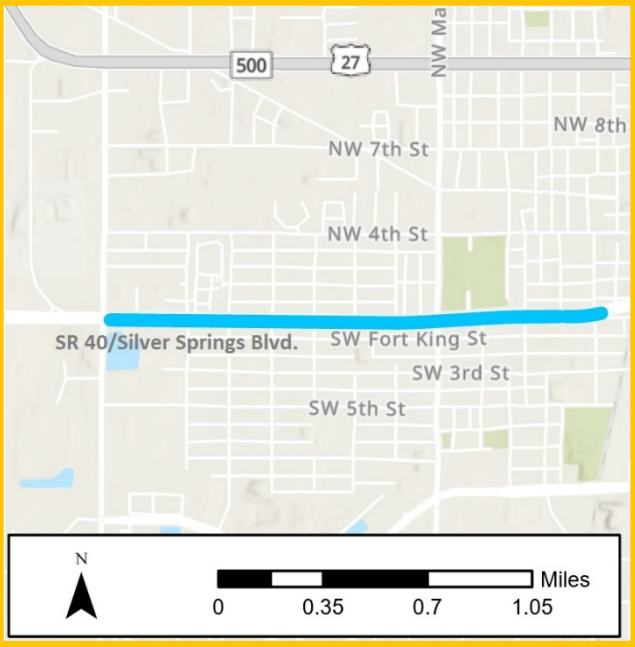 NW Ma
500
27
NW 8th
NW 7th St
NW 4th St
SR 40/Silver Springs Blvd.
SW Fort King St
SW 3rd St
SW 5th St
N
Miles
0 0.35 0.7 1.05